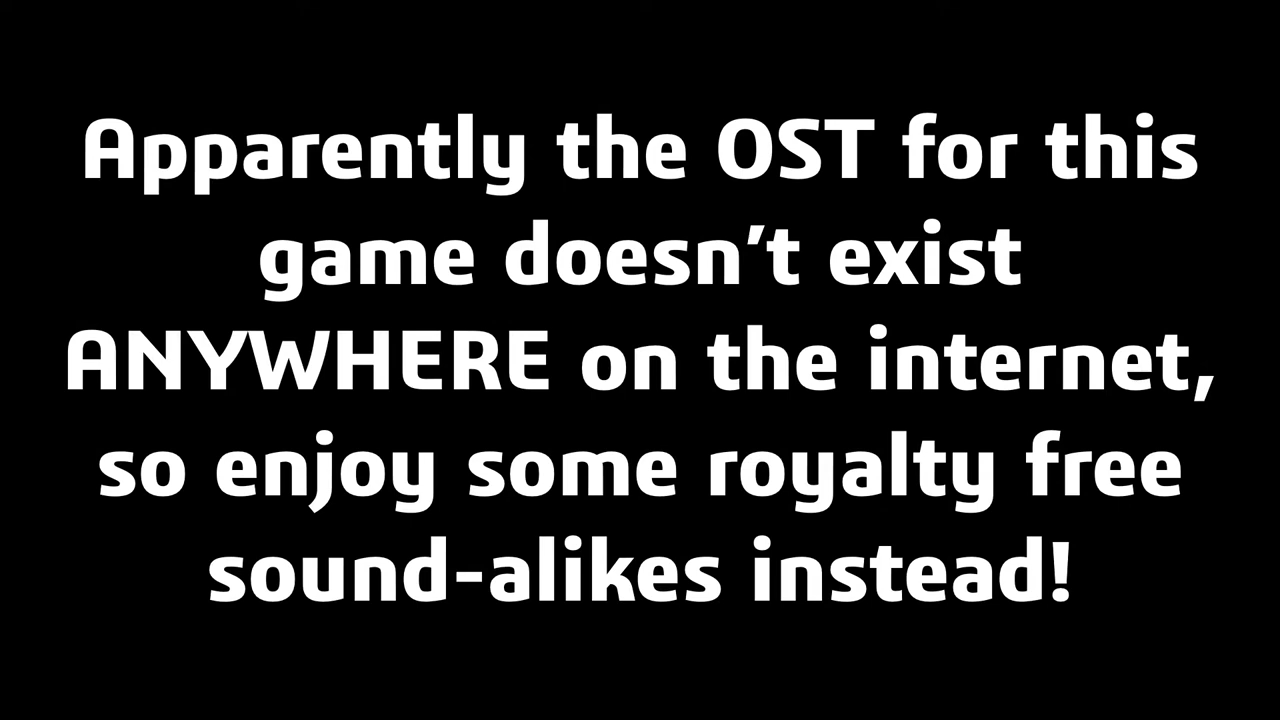 Apparently the OST for this
game doesn’t exist
ANYWHERE on the internet,
so enjoy some royalty free
sound-alikes instead!